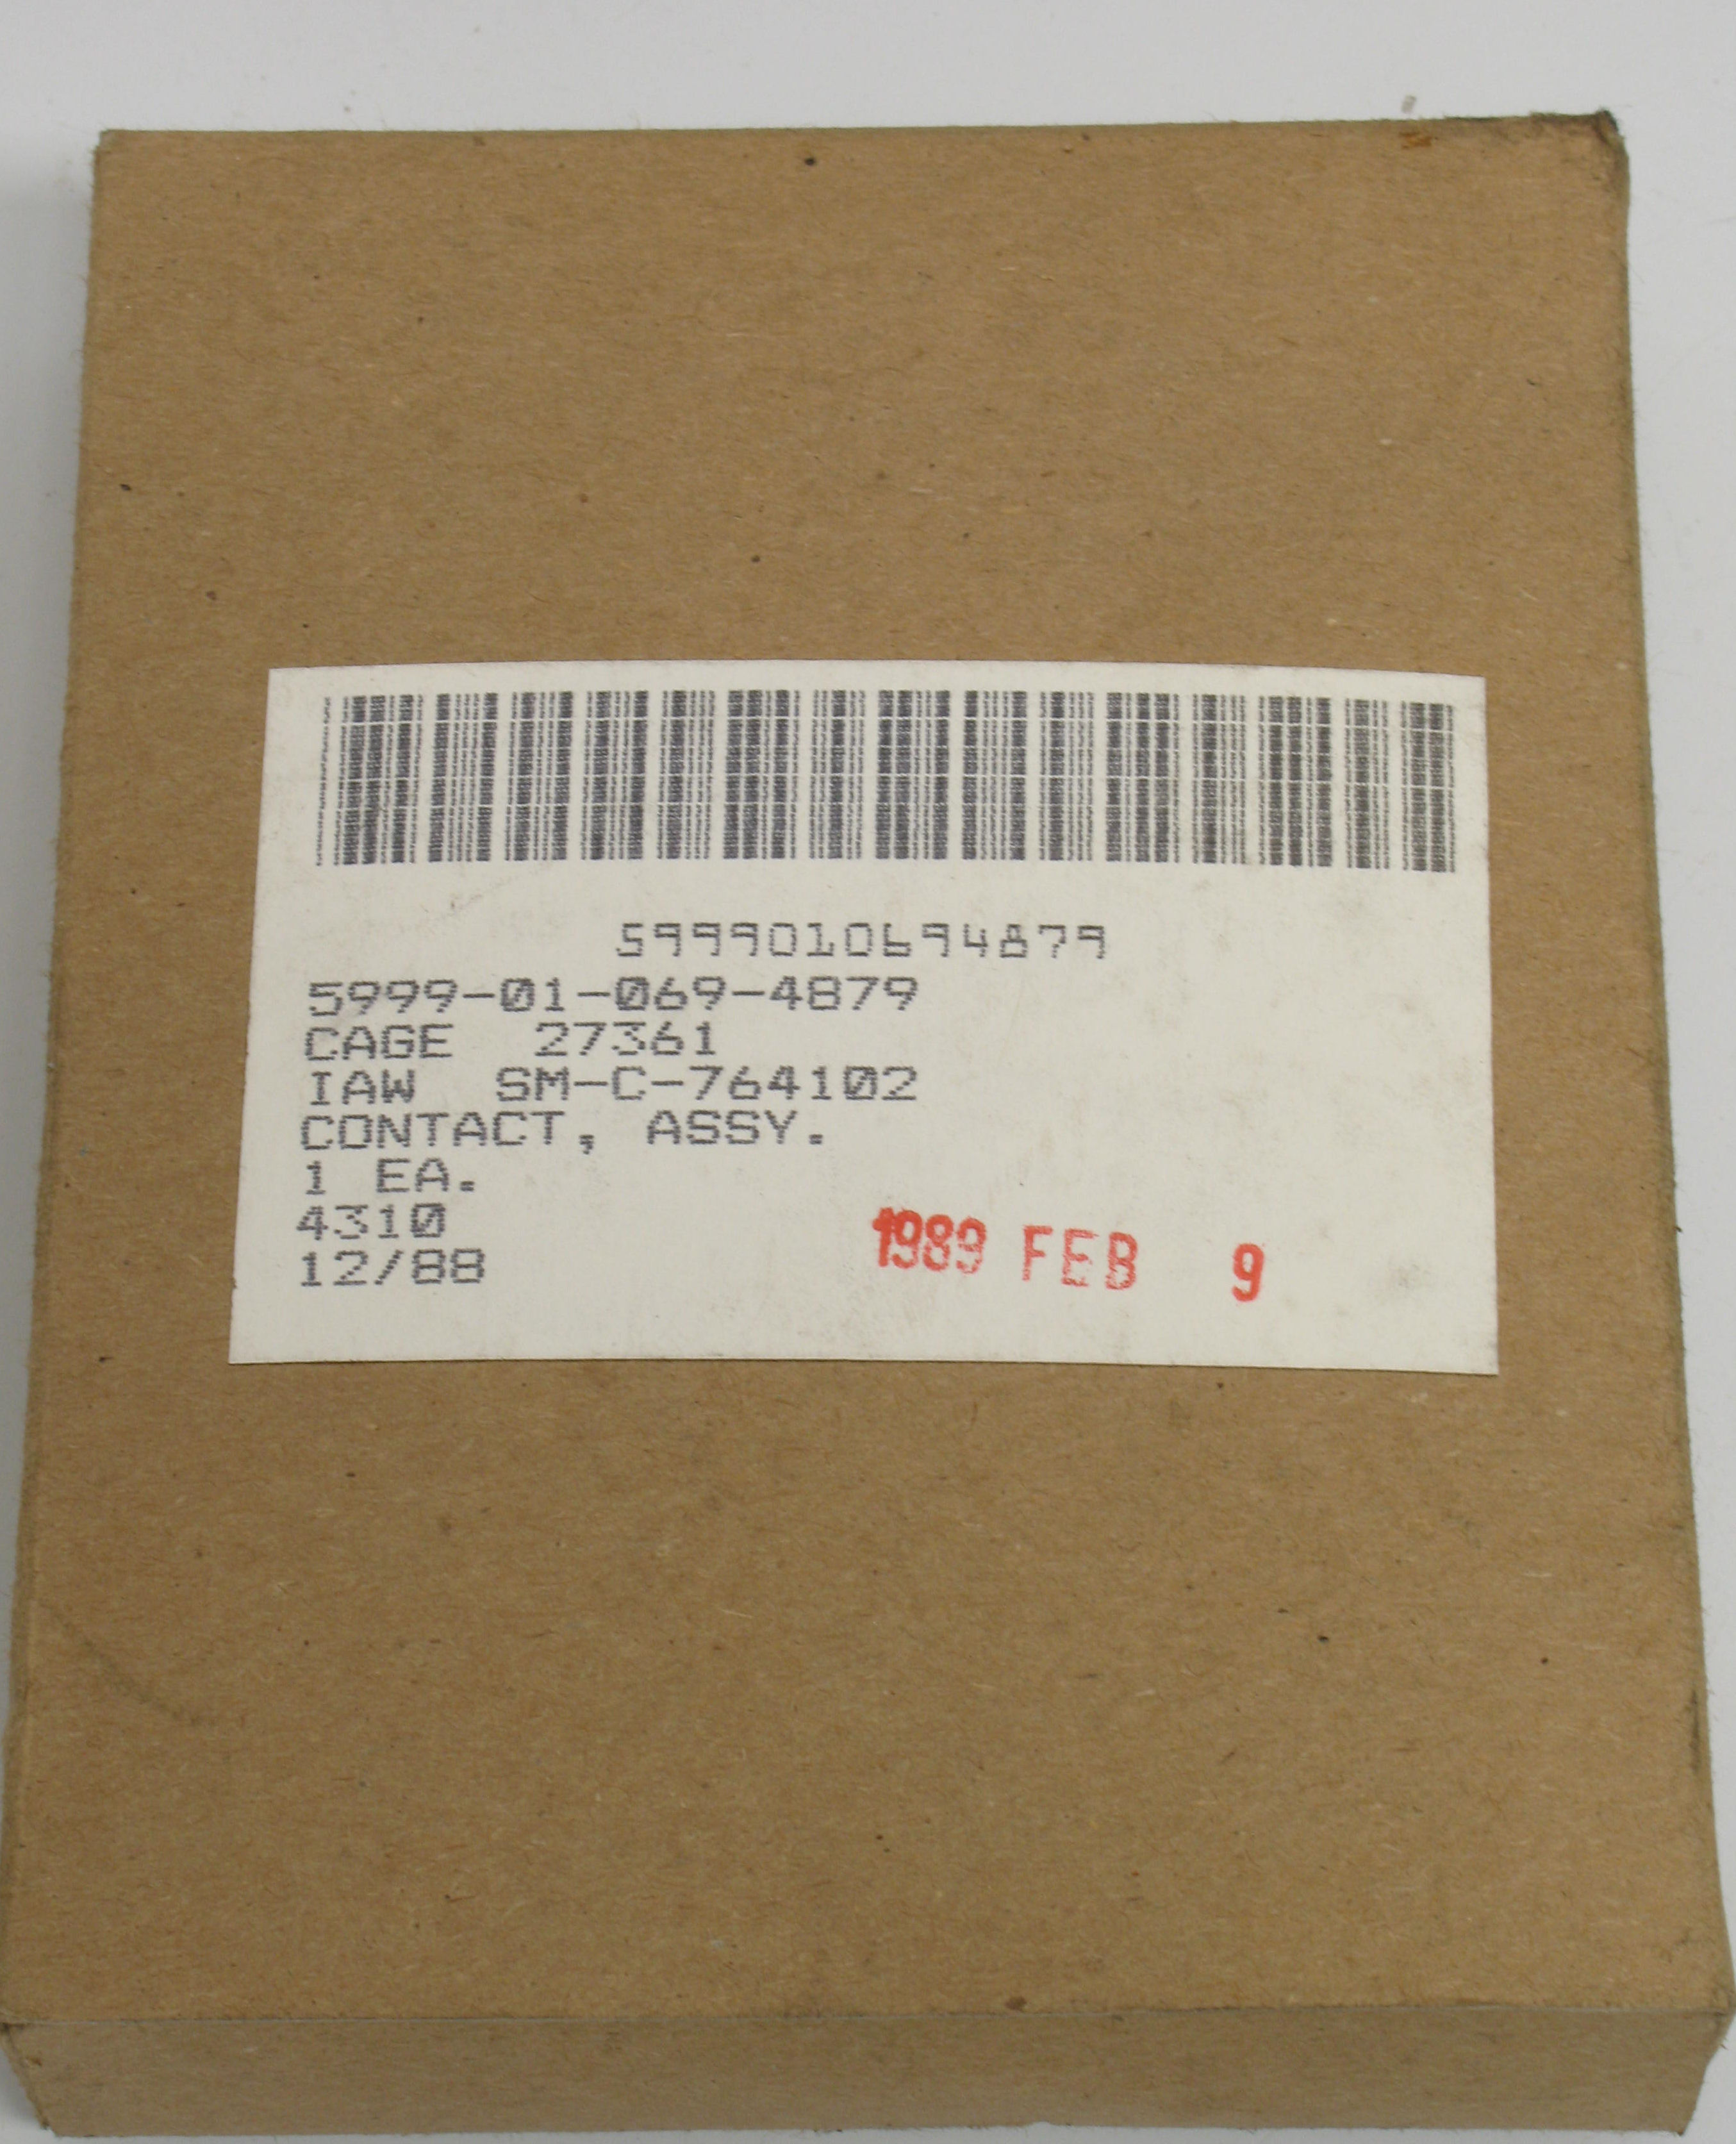 5999010694879
5999-01-069-4879
CAGE 27361
IAW SM-C-764102
CONTACT, ASSY.
1 EA.
4310
12/88
1989 FEB 9